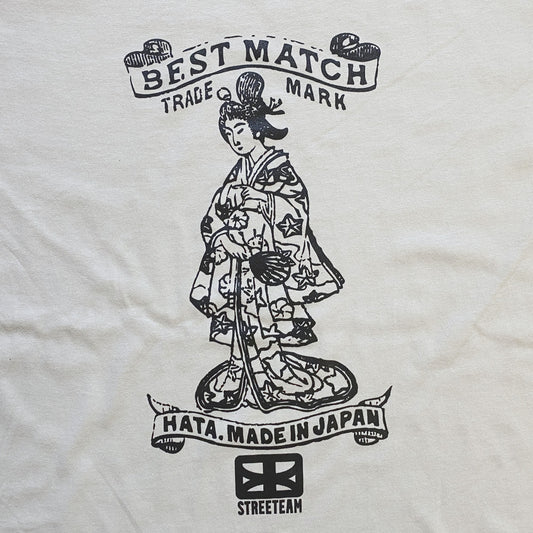 BEST MATCH
TRADE MARK
HATA. MADE IN JAPAN
STREETEAM